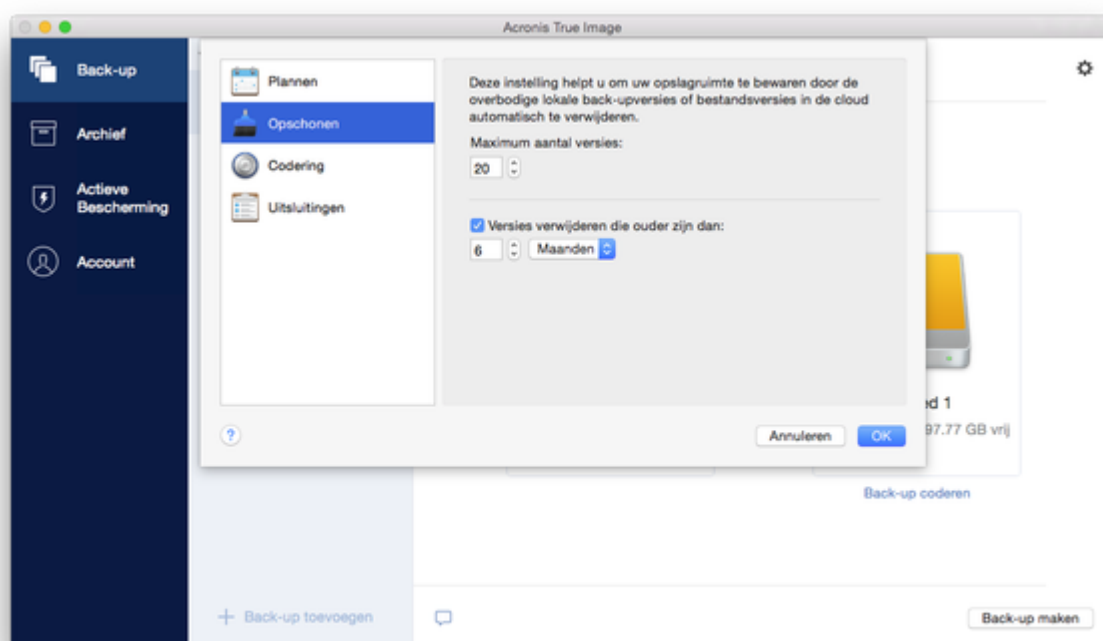 Acronis True Image
Back-up
Archief
Actieve
Bescherming
Account
Plannen
Opschonen
Codering
Uitsluitingen
Deze instelling helpt u om uw opslagruimte te bewaren door de
overbodige lokale back-upversies of bestandsversies in de cloud
automatisch te verwijderen.
Maximum aantal versies:
20
Versies verwijderen die ouder zijn dan:
6 Maanden
?
Annuleren OK
ed 1
97.77 GB vrij
Back-up coderen
+ Back-up toevoegen
Back-up maken